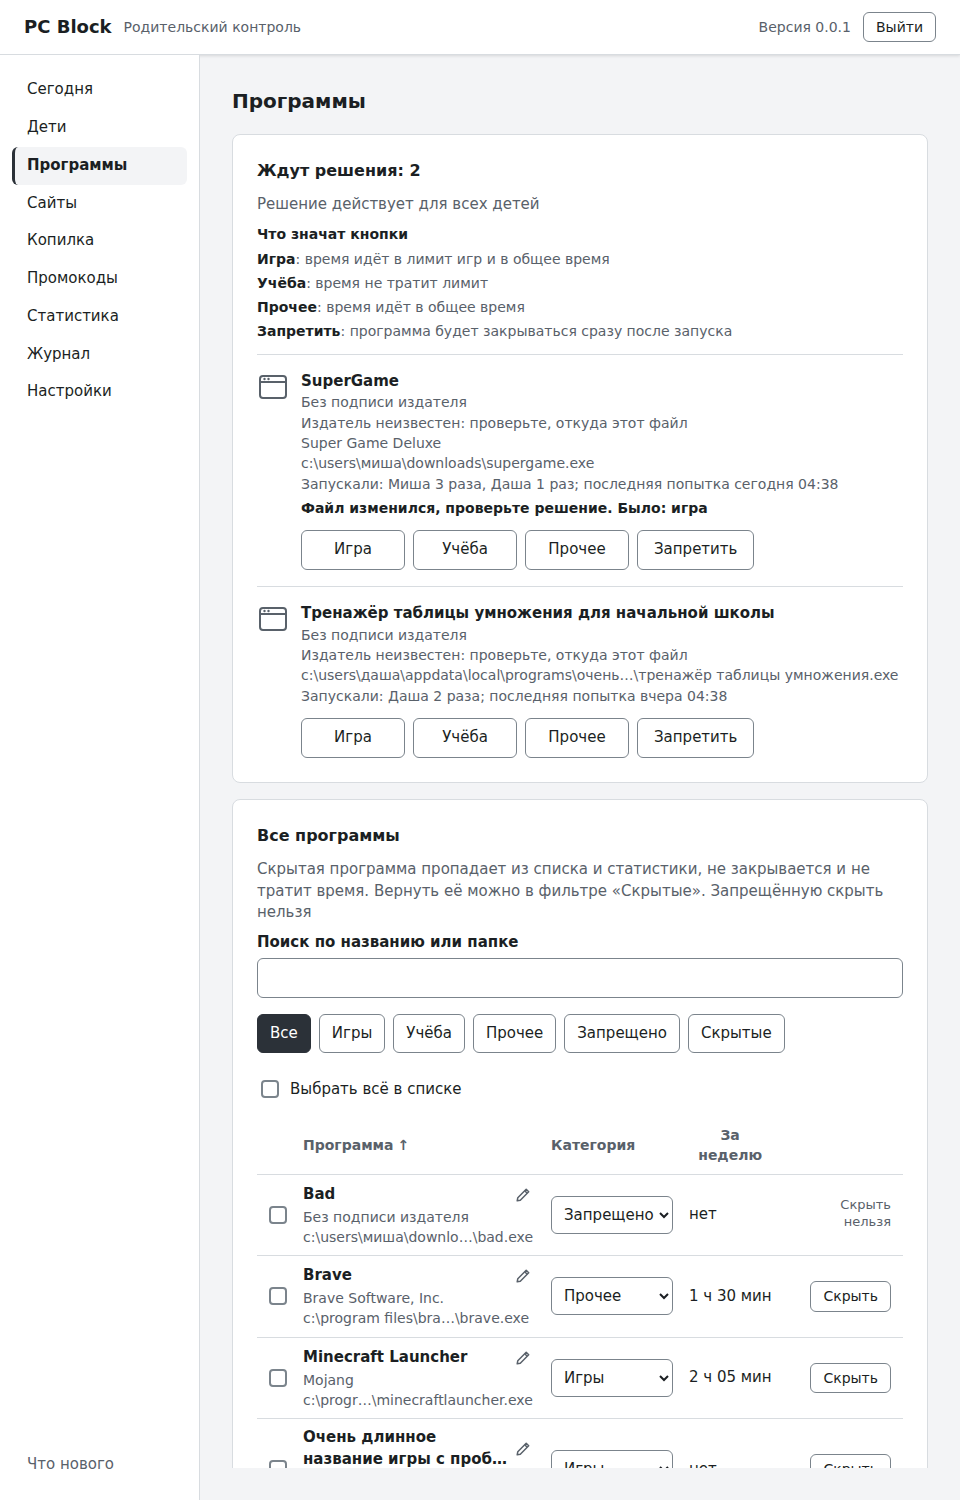 PC Block Родительский контроль Версия 0.0.1 Выйти
Сегодня
Дети
Программы
Сайты
Копилка
Промокоды
Статистика
Журнал
Настройки
Что нового
Программы
Ждут решения: 2
Решение действует для всех детей
Что значат кнопки
Игра: время идёт в лимит игр и в общее время
Учёба: время не тратит лимит
Прочее: время идёт в общее время
Запретить: программа будет закрываться сразу после запуска
SuperGame
Без подписи издателя
Издатель неизвестен: проверьте, откуда этот файл
Super Game Deluxe
c:\users\миша\downloads\supergame.exe
Запускали: Миша 3 раза, Даша 1 раз; последняя попытка сегодня 04:38
Файл изменился, проверьте решение. Было: игра
Игра Учёба Прочее Запретить
Тренажёр таблицы умножения для начальной школы
Без подписи издателя
Издатель неизвестен: проверьте, откуда этот файл
c:\users\даша\appdata\local\programs\очень…\тренажёр таблицы умножения.exe
Запускали: Даша 2 раза; последняя попытка вчера 04:38
Игра Учёба Прочее Запретить
Все программы
Скрытая программа пропадает из списка и статистики, не закрывается и не
тратит время. Вернуть её можно в фильтре «Скрытые». Запрещённую скрыть
нельзя
Поиск по названию или папке
Все Игры Учёба Прочее Запрещено Скрытые
Выбрать всё в списке
Программа ↑ Категория За неделю
Bad
Без подписи издателя
c:\users\миша\downlo…\bad.exe
Запрещено нет Скрыть нельзя
Brave
Brave Software, Inc.
c:\program files\bra…\brave.exe
Прочее 1 ч 30 мин Скрыть
Minecraft Launcher
Mojang
c:\progr…\minecraftlauncher.exe
Игры 2 ч 05 мин Скрыть
Очень длинное
название игры с проб…
Игры нет Скрыть